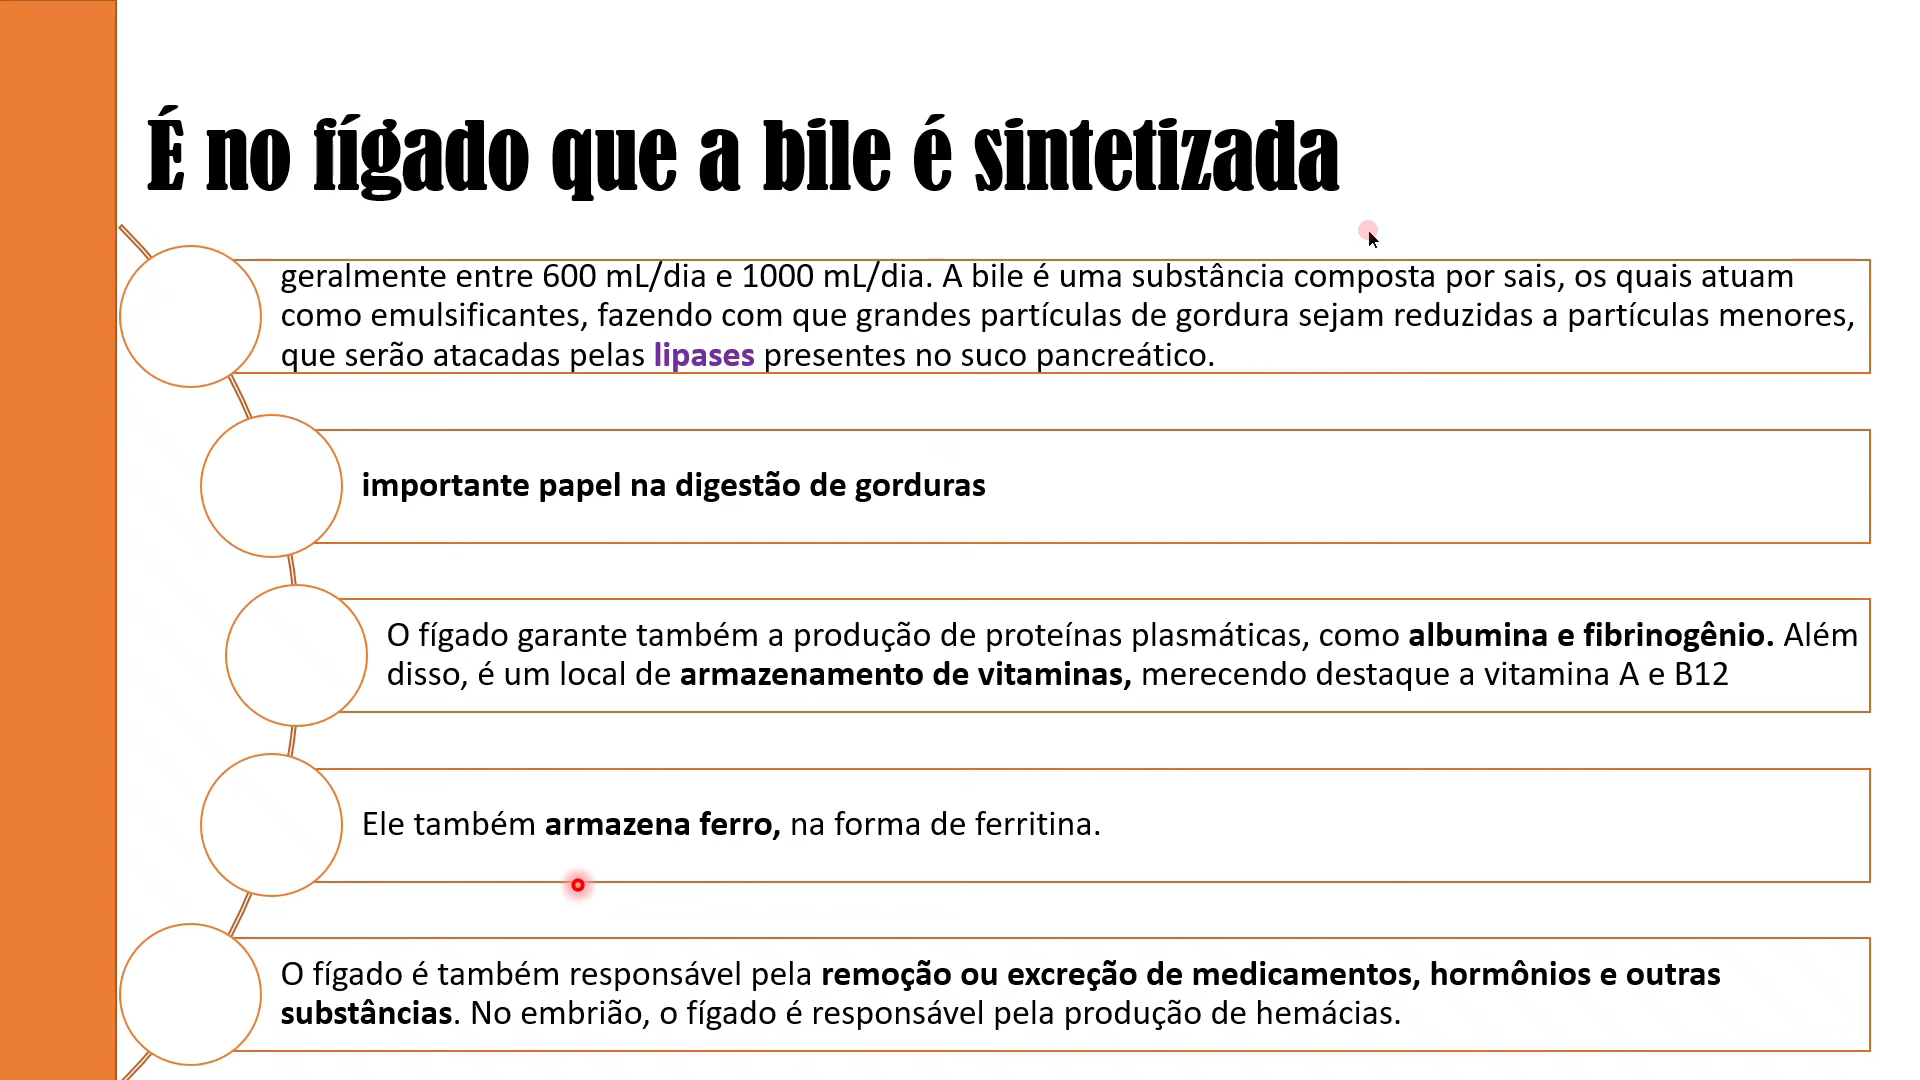 É no fígado que a bile é sintetizada
geralmente entre 600 mL/dia e 1000 mL/dia. A bile é uma substância composta por sais, os quais atuam
como emulsificantes, fazendo com que grandes partículas de gordura sejam reduzidas a partículas menores,
que serão atacadas pelas lipases presentes no suco pancreático.
importante papel na digestão de gorduras
O fígado garante também a produção de proteínas plasmáticas, como albumina e fibrinogênio. Além
disso, é um local de armazenamento de vitaminas, merecendo destaque a vitamina A e B12
Ele também armazena ferro, na forma de ferritina.
O fígado é também responsável pela remoção ou excreção de medicamentos, hormônios e outras
substâncias. No embrião, o fígado é responsável pela produção de hemácias.